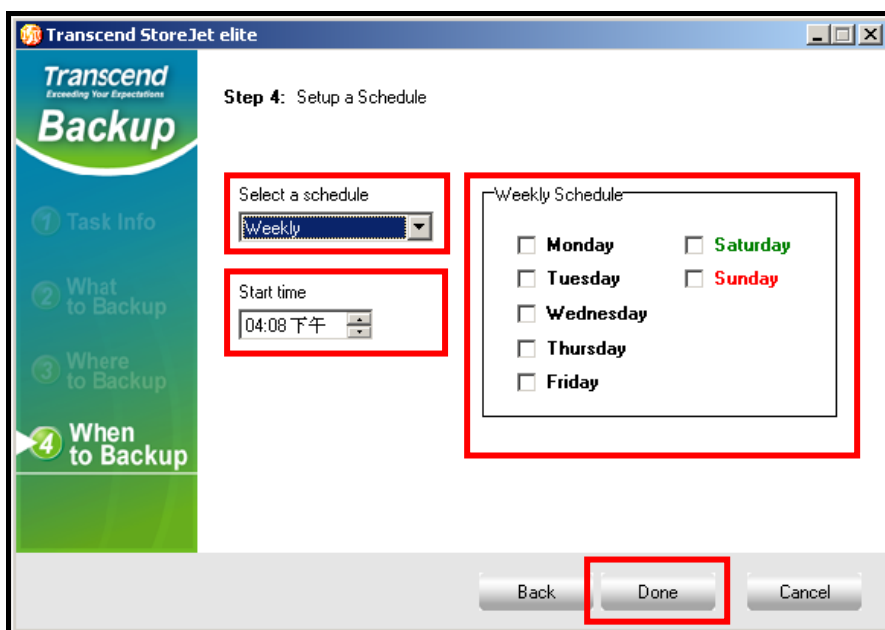 Transcend StoreJet elite
Transcend
Exceeding Your Expectations
Backup
1 Task Info
2 What
to Backup
3 Where
to Backup
4 When
to Backup
Step 4: Setup a Schedule
Select a schedule
Weekly
Start time
04:08 下午
Weekly Schedule
Monday
Tuesday
Wednesday
Thursday
Friday
Saturday
Sunday
Back
Done
Cancel